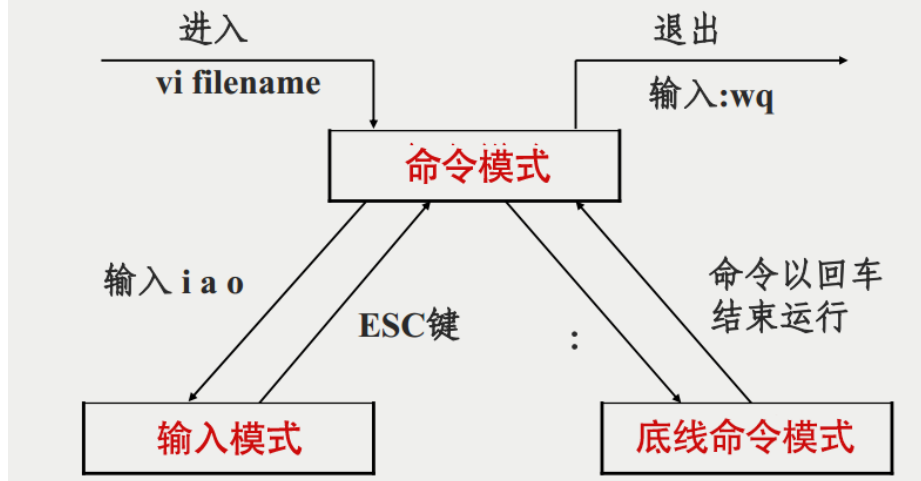 进入
vi filename
退出
输入:wq
命令模式
输入 i a o
ESC键
:
命令以回车
结束运行
输入模式
底线命令模式